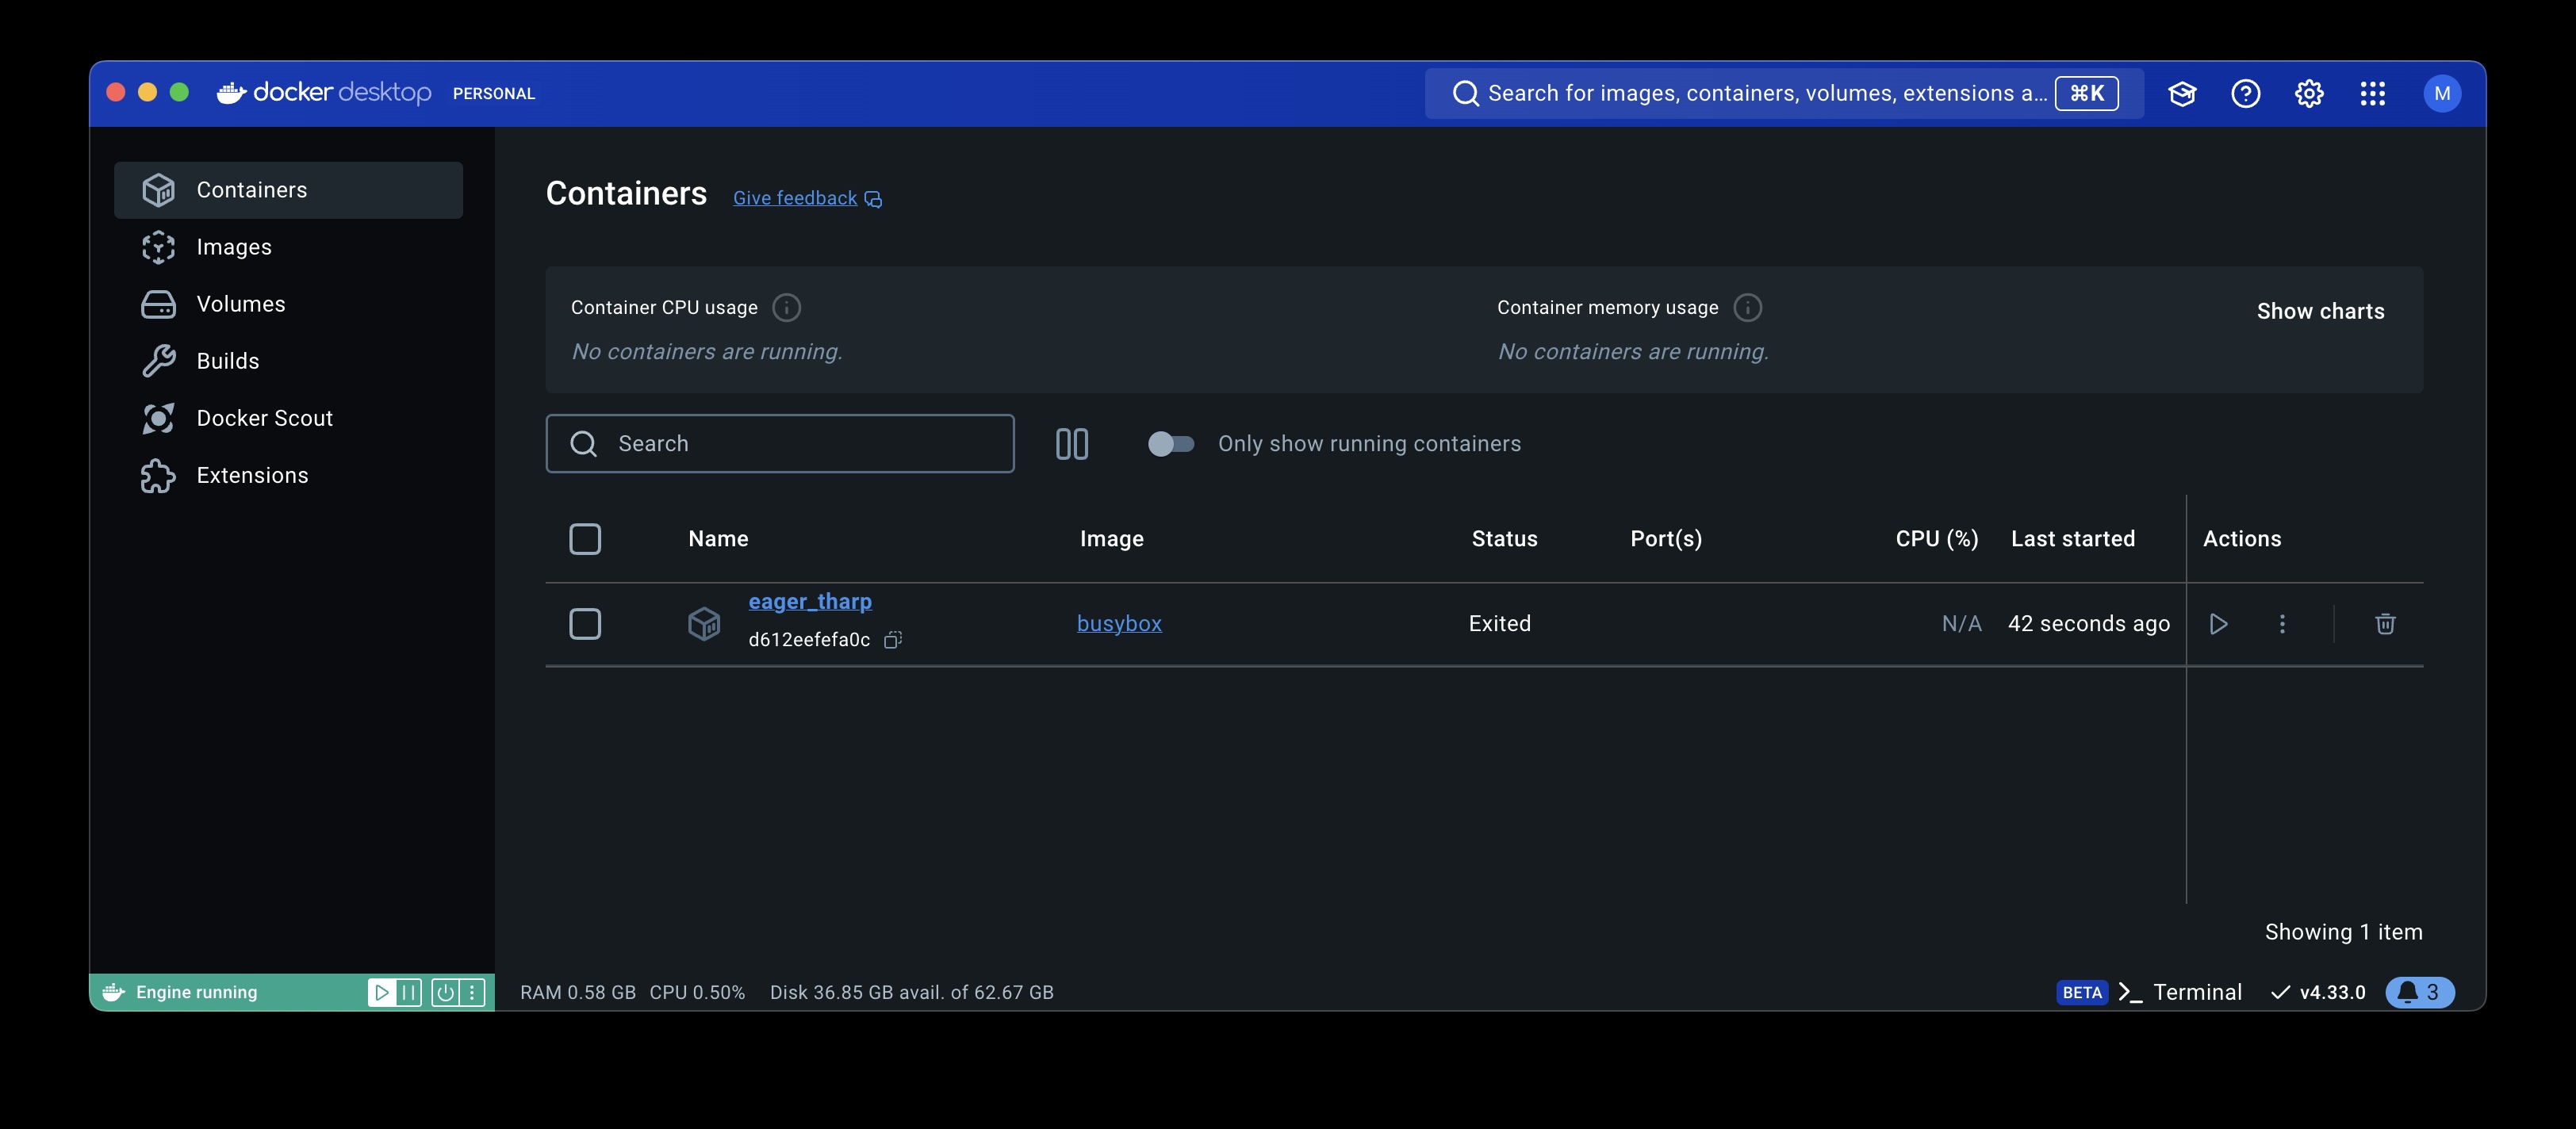 docker desktop PERSONAL
Search for images, containers, volumes, extensions a... ⌘K
M
Containers
Images
Volumes
Builds
Docker Scout
Extensions
Containers Give feedback
Container CPU usage
No containers are running.
Container memory usage
No containers are running.
Show charts
Search
Only show running containers
Name Image Status Port(s) CPU (%) Last started Actions
eager_tharp
d612eefefa0c
busybox Exited N/A 42 seconds ago
Showing 1 item
Engine running
RAM 0.58 GB CPU 0.50% Disk 36.85 GB avail. of 62.67 GB
BETA >_ Terminal v4.33.0 3